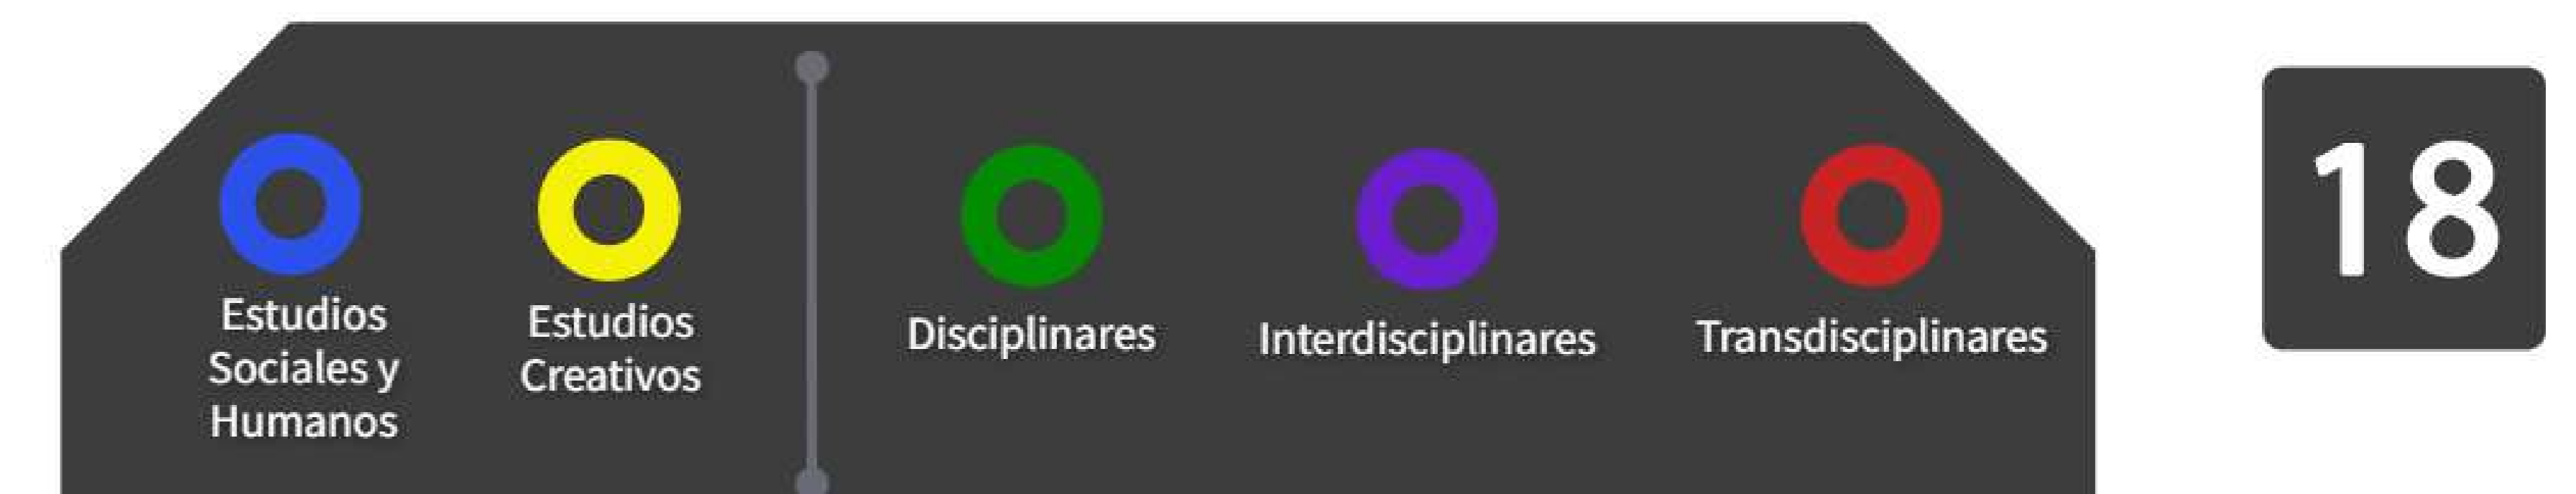 Estudios
Sociales y
Humanos
Estudios
Creativos
Disciplinares
Interdisciplinares
Transdisciplinares
18